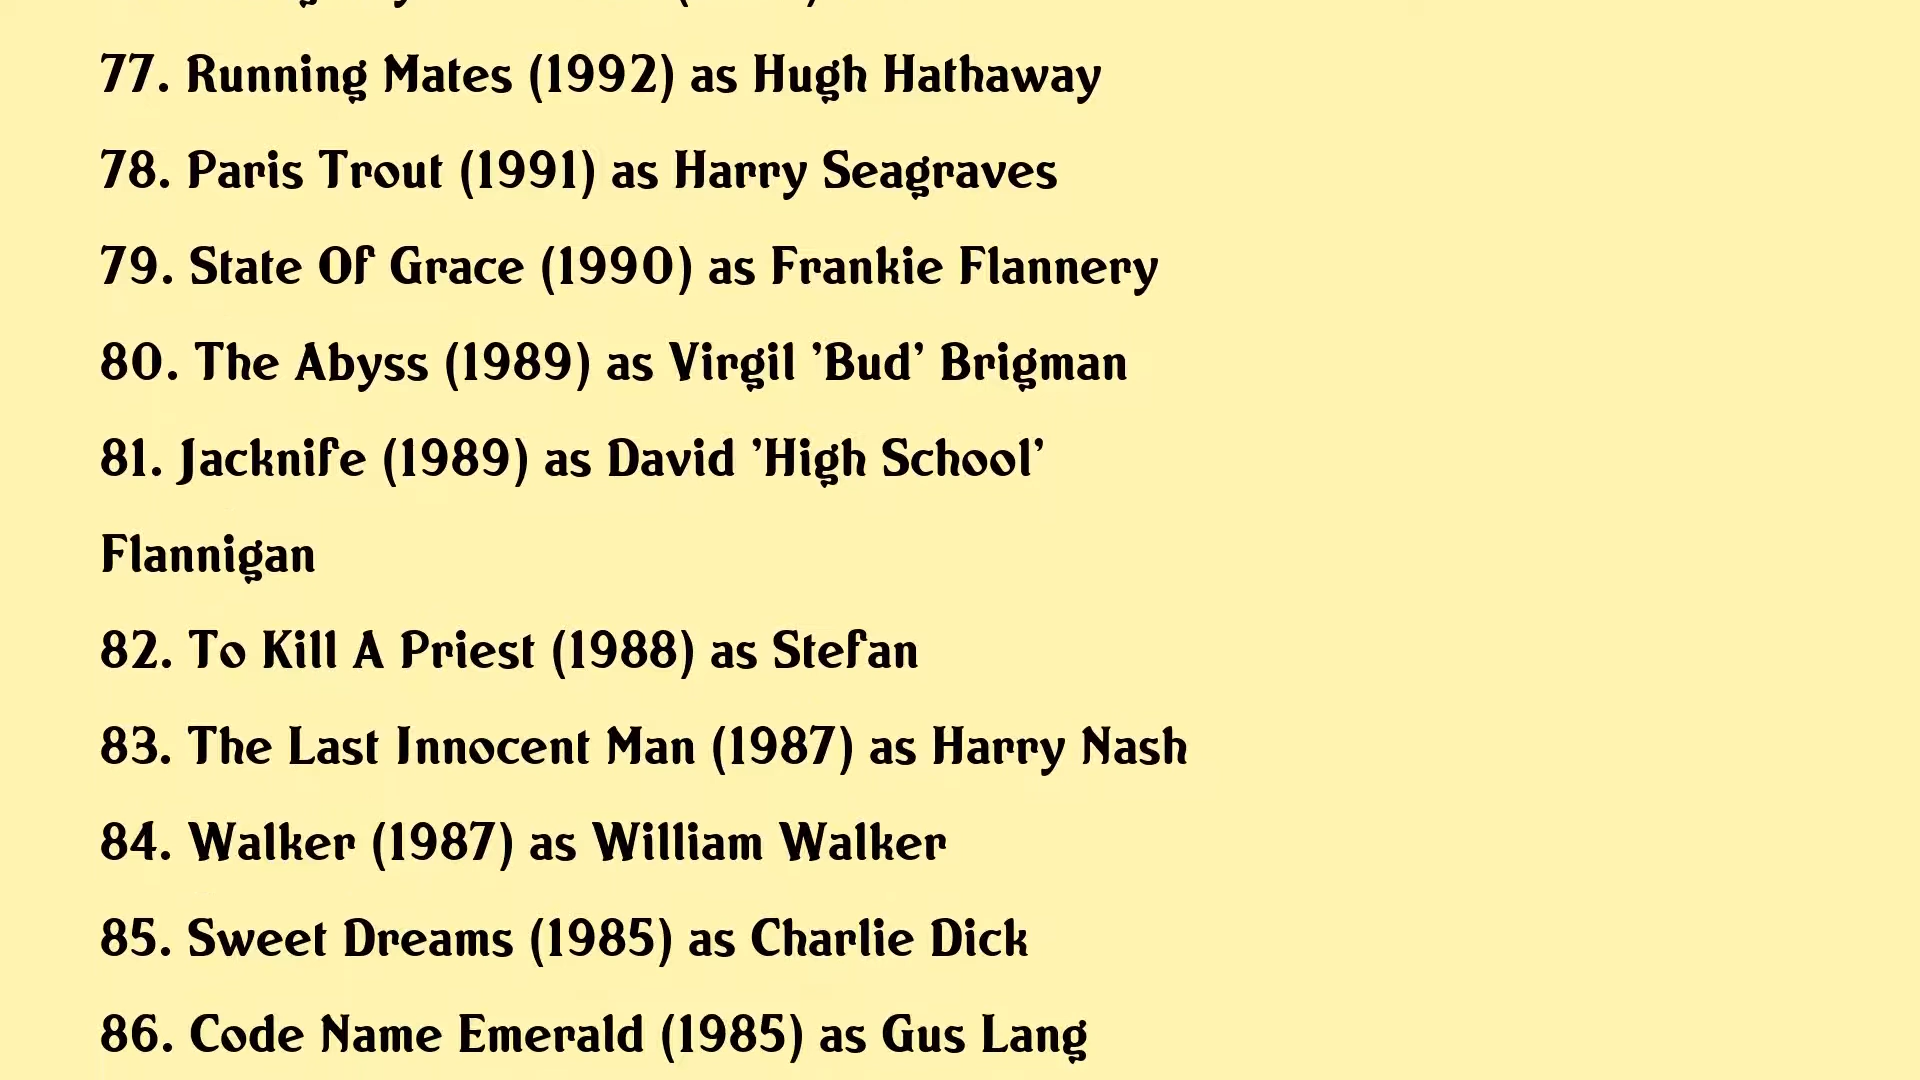 77. Running Mates (1992) as Hugh Hathaway
78. Paris Trout (1991) as Harry Seagraves
79. State Of Grace (1990) as Frankie Flannery
80. The Abyss (1989) as Virgil 'Bud' Brigman
81. Jacknife (1989) as David 'High School'
Flannigan
82. To Kill A Priest (1988) as Stefan
83. The Last Innocent Man (1987) as Harry Nash
84. Walker (1987) as William Walker
85. Sweet Dreams (1985) as Charlie Dick
86. Code Name Emerald (1985) as Gus Lang